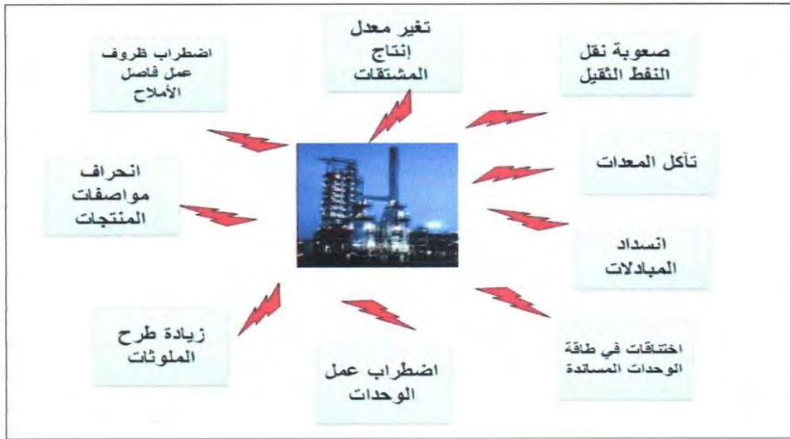 صعوبة نقل
النفط الثقيل
تغير معدل
إنتاج
المشتقات
اضطراب ظروف
عمل فاصل
الأملاح
تآكل المعدات
انحراف
مواصفات
المنتجات
انسداد
المبادلات
اختناقات في طاقة
الوحدات المساندة
اضطراب عمل
الوحدات
زيادة طرح
الملوثات